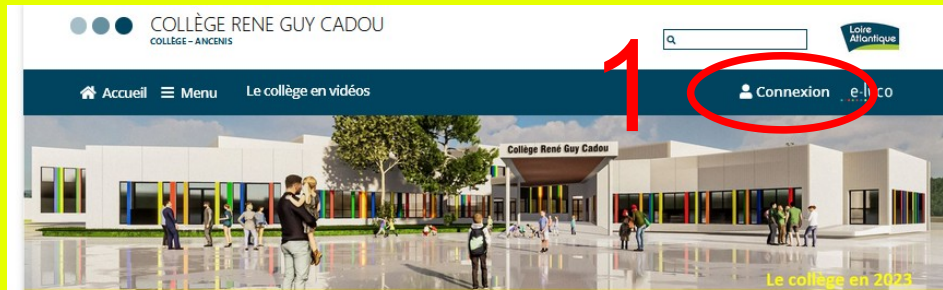 COLLÈGE RENE GUY CADOU
COLLÈGE – ANCENIS
Loire
Atlantique
1
Accueil
Menu
Le collège en vidéos
Connexion
e-lyco
Collège René Guy Cadou
Le collège en 2023